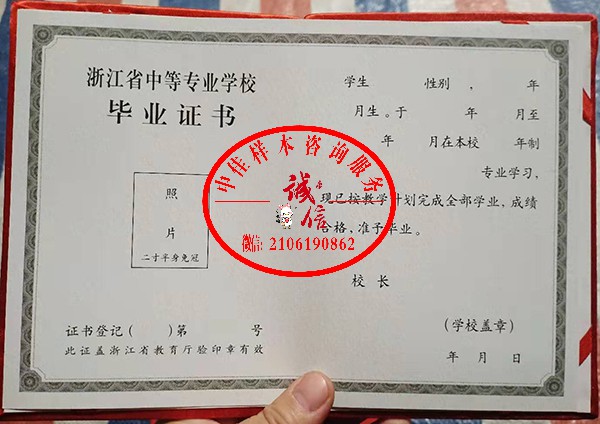 浙江省中等专业学校
毕业证书
照
片
二寸半身免冠
证书登记（ ）第 号
此证盖浙江省教育厅验印章有效
学生 性别 ，年
月生。于 年 月至
年 月在本校 年制
专业学习，
现已按教学计划完成全部学业，成绩
合格，准予毕业。
校长
（学校盖章）
年 月 日
中佳样本咨询服务
诚信
微信:2106190862